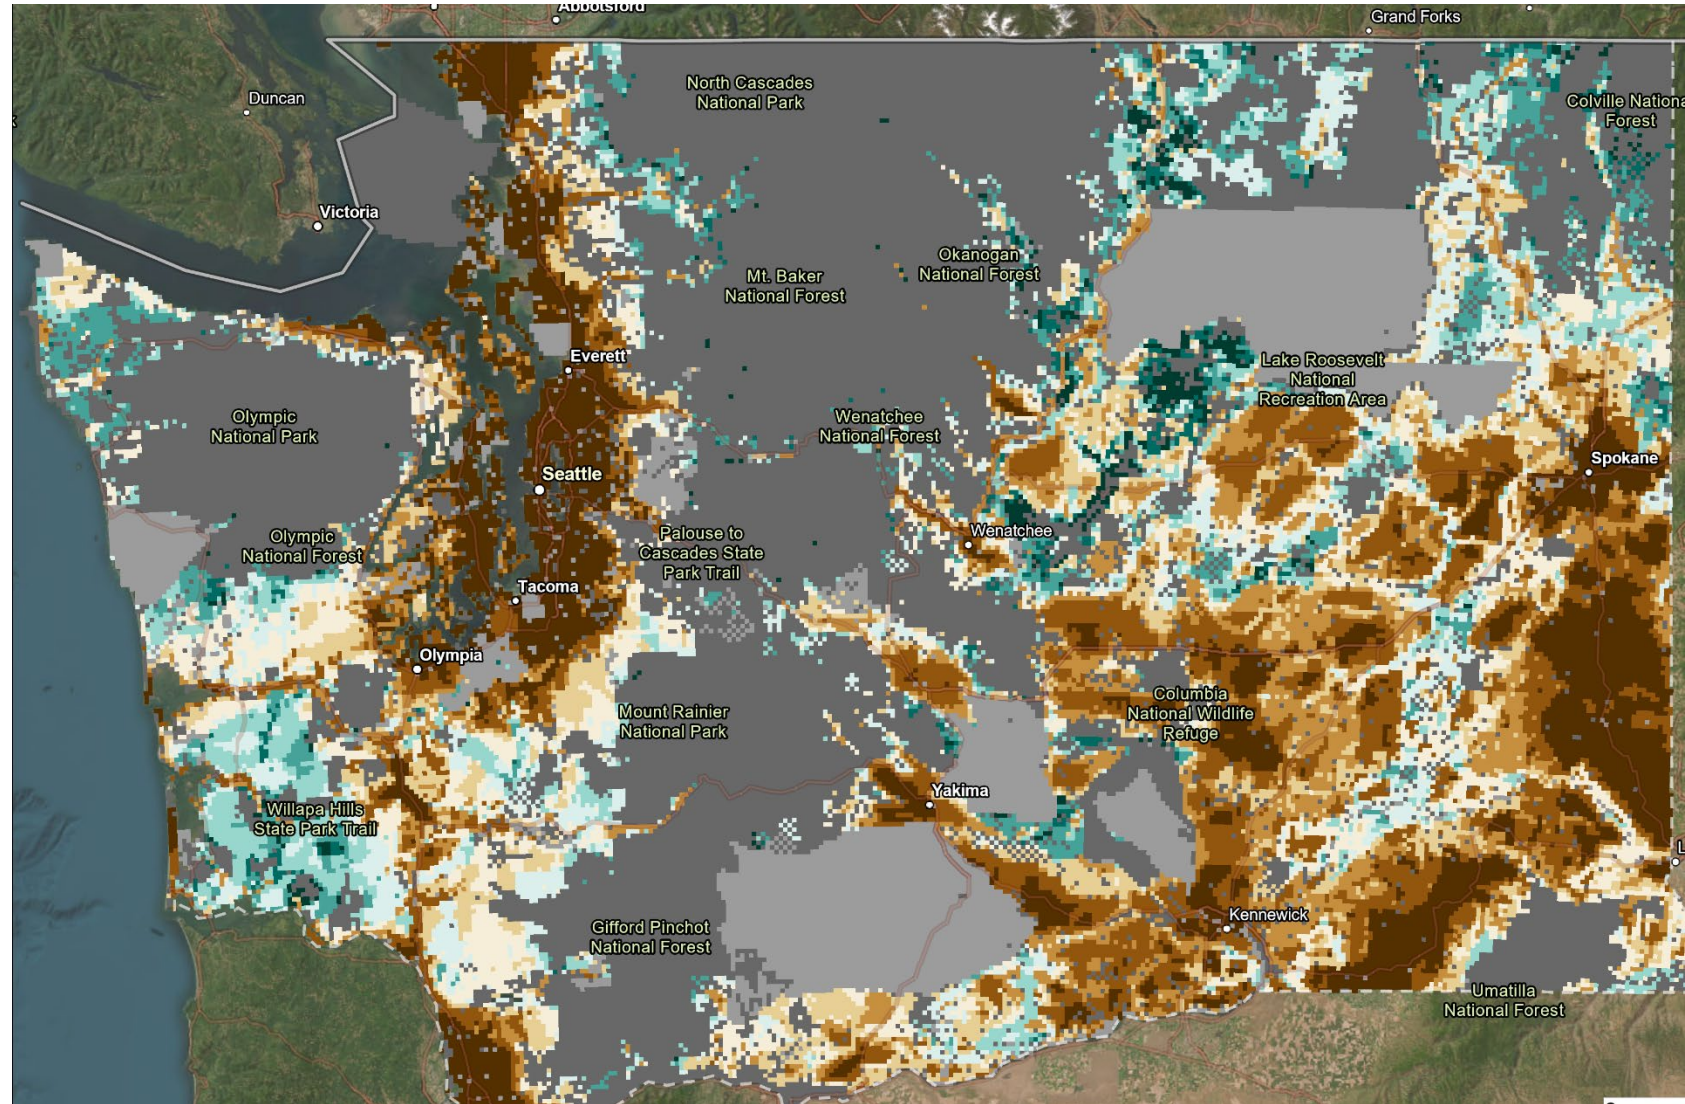 Abbotsford
Grand Forks
North Cascades
National Park
Duncan
Colville Nationa
Forest
Victoria
Okanogan
National Forest
Mt. Baker
National Forest
Everett
Lake Roosevelt
National
Recreation Area
Olympic
National Park
Wenatchee
National Forest
Spokane
Seattle
Olympic
National Forest
Palouse to
Cascades State
Park Trail
Wenatchee
Tacoma
Olympia
Mount Rainier
National Park
Columbia
National Wildlife
Refuge
Willapa Hills
State Park Trail
Yakima
L
Gifford Pinchot
National Forest
Kennewick
Umatilla
National Forest